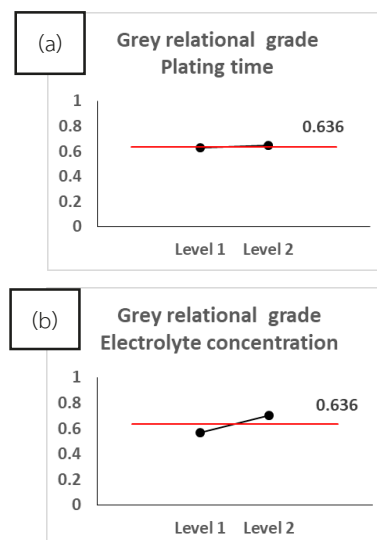 (a)
Grey relational grade
Plating time
1
0.8
0.636
0.6
0.4
0.2
0
Level 1 Level 2
(b)
Grey relational grade
Electrolyte concentration
1
0.8
0.636
0.6
0.4
0.2
0
Level 1 Level 2